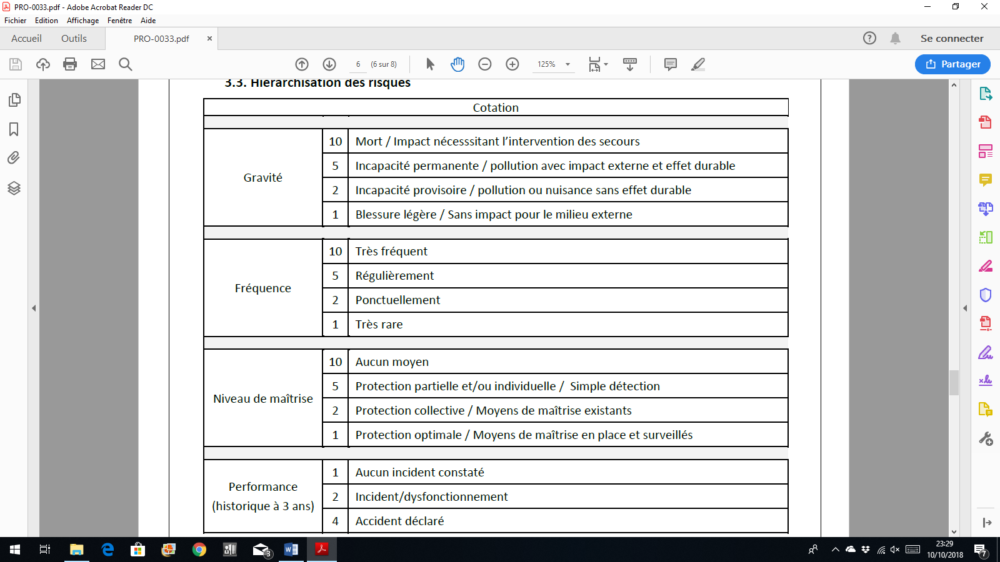 PRO-0033.pdf - Adobe Acrobat Reader DC
Fichier Edition Affichage Fenêtre Aide
Accueil Outils PRO-0033.pdf × Se connecter
6 (6 sur 8) 125% Partager
3.3. Hiérarchisation des risques
Cotation
Gravité
10 Mort / Impact nécesssitant l’intervention des secours
5 Incapacité permanente / pollution avec impact externe et effet durable
2 Incapacité provisoire / pollution ou nuisance sans effet durable
1 Blessure légère / Sans impact pour le milieu externe
Fréquence
10 Très fréquent
5 Régulièrement
2 Ponctuellement
1 Très rare
Niveau de maîtrise
10 Aucun moyen
5 Protection partielle et/ou individuelle / Simple détection
2 Protection collective / Moyens de maîtrise existants
1 Protection optimale / Moyens de maîtrise en place et surveillés
Performance
(historique à 3 ans)
1 Aucun incident constaté
2 Incident/dysfonctionnement
4 Accident déclaré
3
23:29
10/10/2018
7